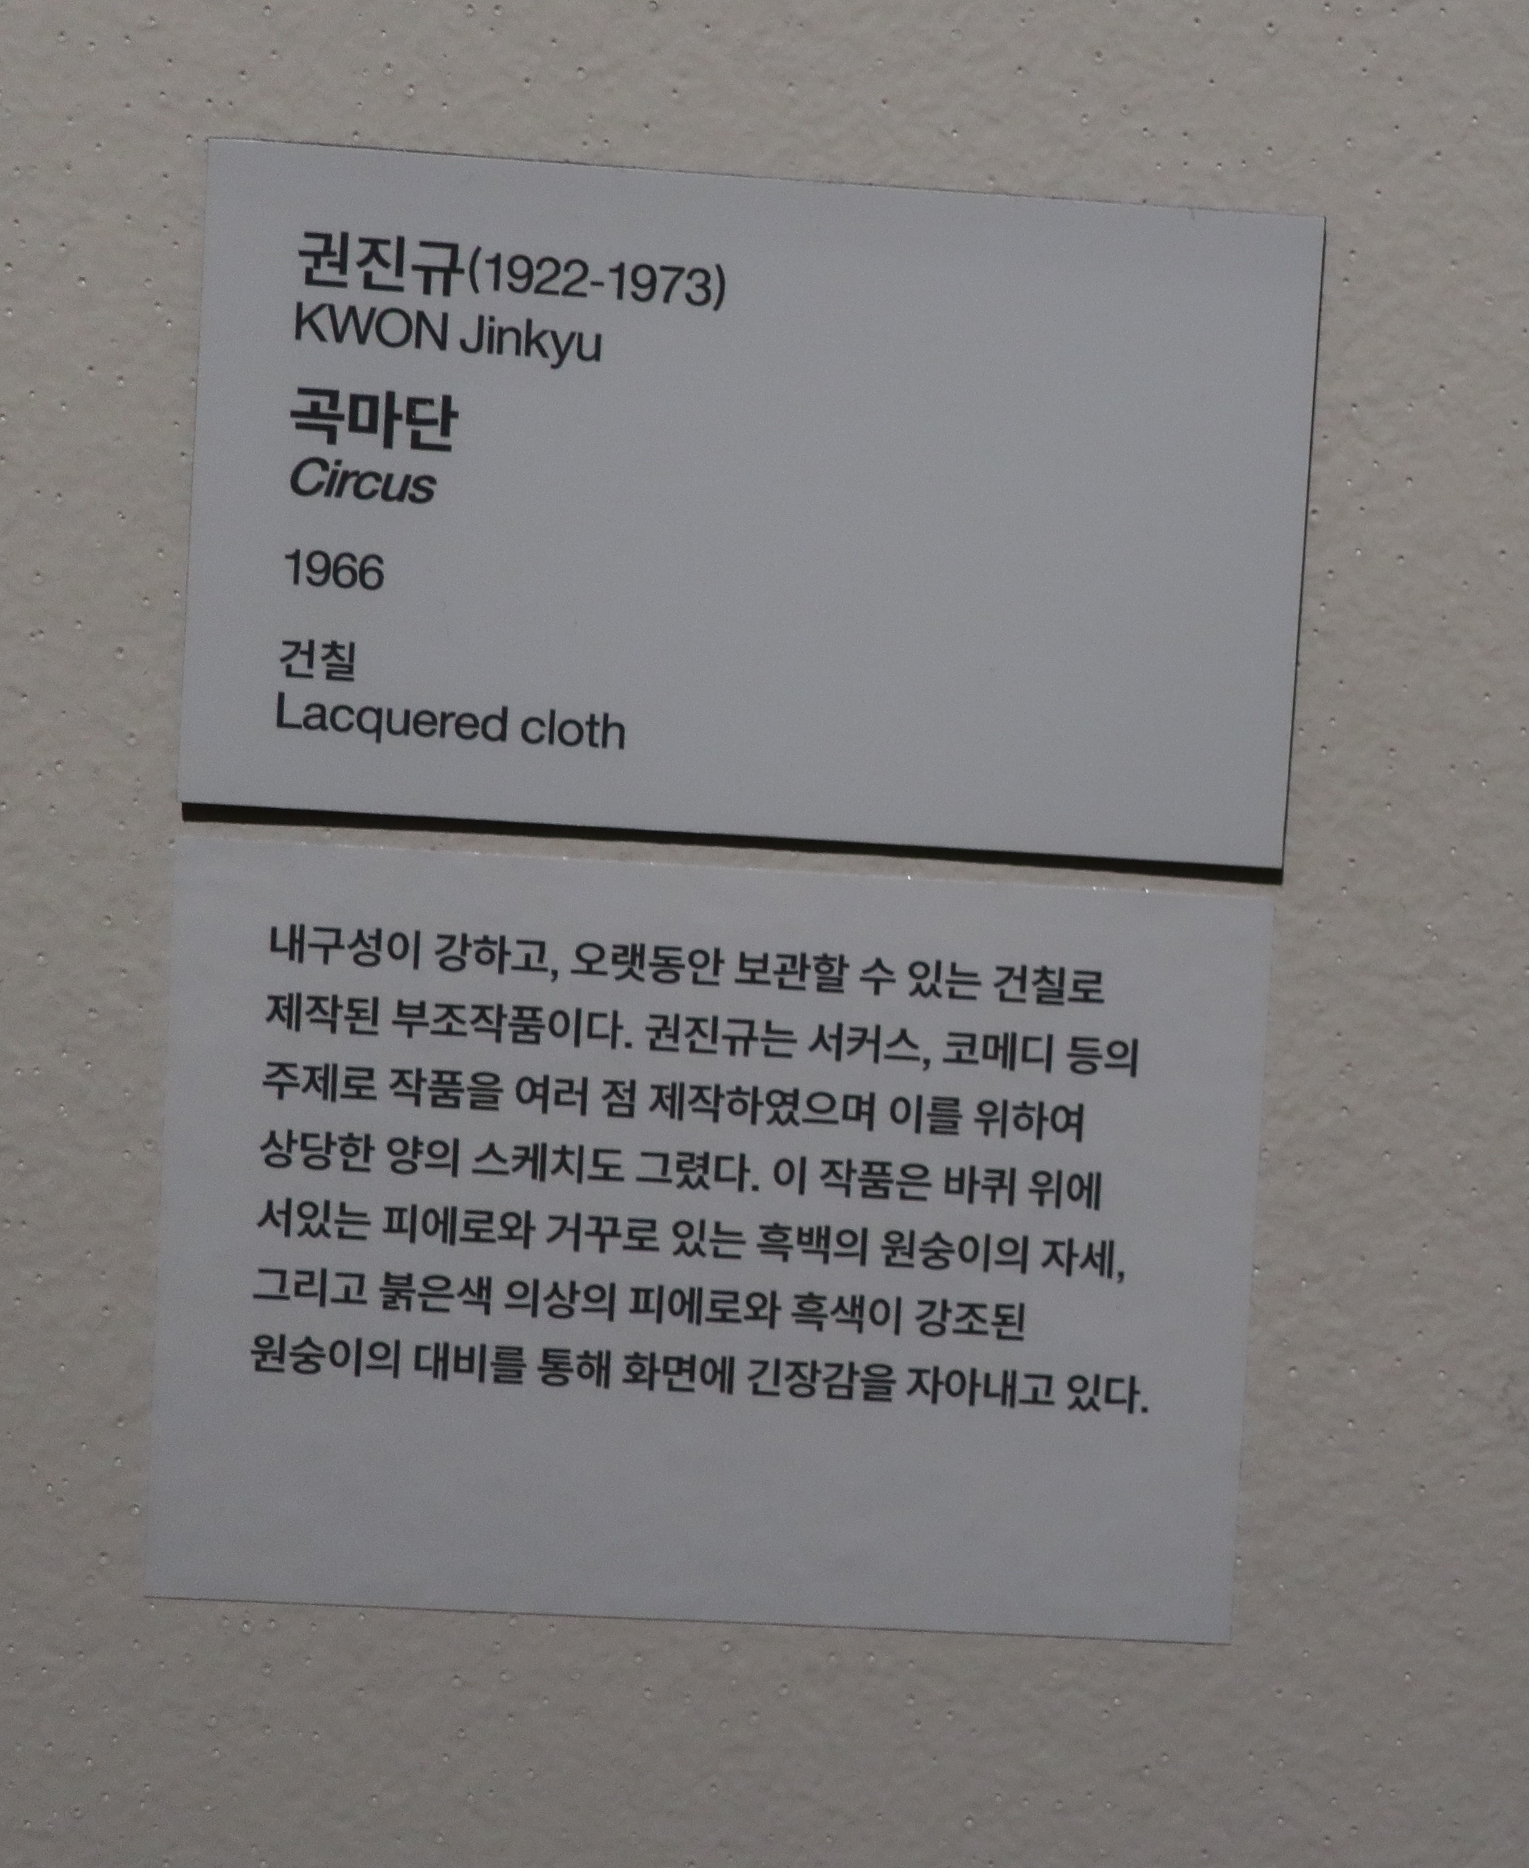 권진규(1922-1973)
KWON Jinkyu
곡마단
Circus
1966
건칠
Lacquered cloth
내구성이 강하고, 오랫동안 보관할 수 있는 건칠로
제작된 부조작품이다. 권진규는 서커스, 코메디 등의
주제로 작품을 여러 점 제작하였으며 이를 위하여
상당한 양의 스케치도 그렸다. 이 작품은 바퀴 위에
서있는 피에로와 거꾸로 있는 흑백의 원숭이의 자세,
그리고 붉은색 의상의 피에로와 흑색이 강조된
원숭이의 대비를 통해 화면에 긴장감을 자아내고 있다.